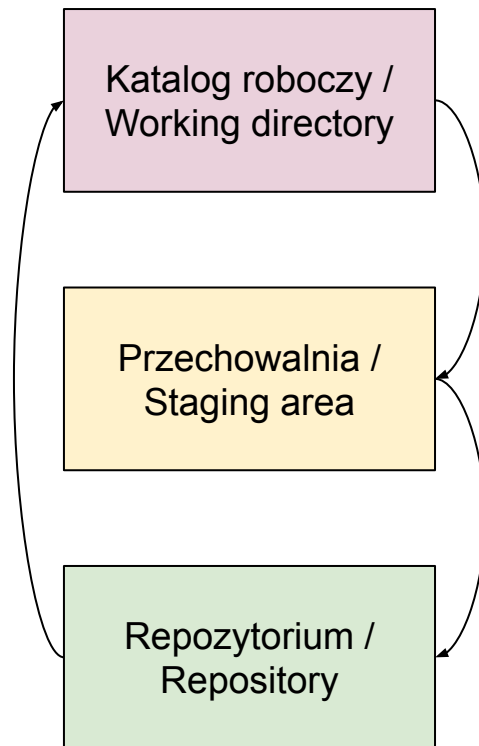 Katalog roboczy /
Working directory
Przechowalnia /
Staging area
Repozytorium /
Repository